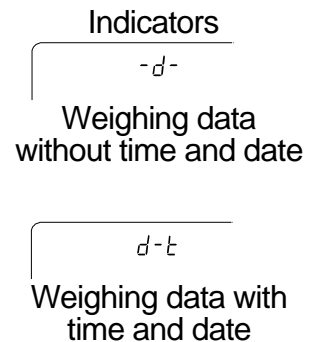 Indicators
-d-
Weighing data
without time and date
d-t
Weighing data with
time and date